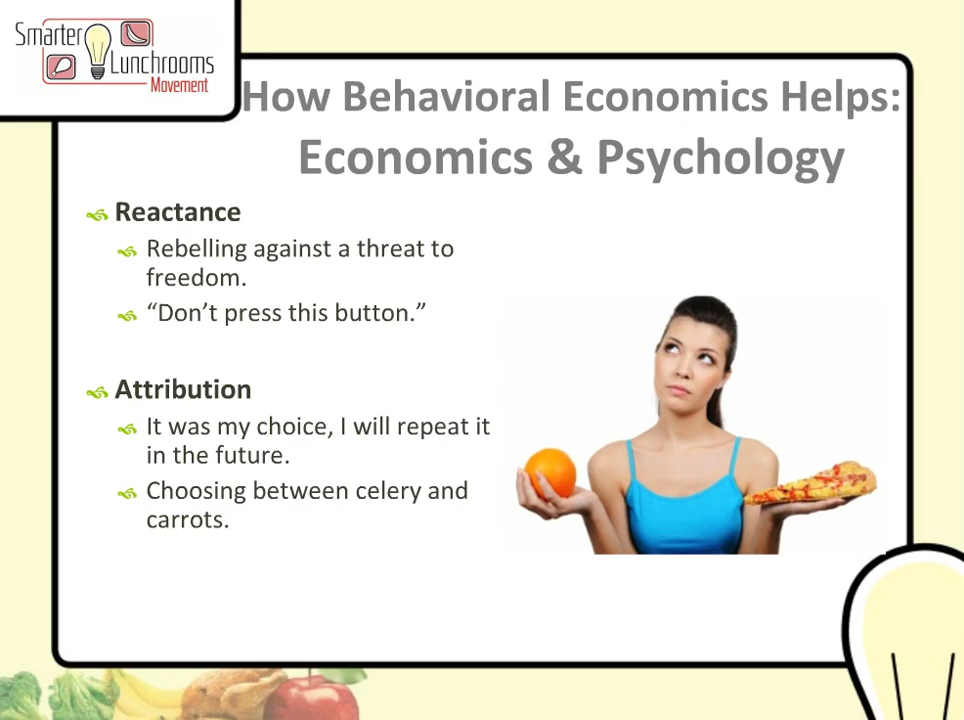 Smarter
Lunchrooms
Movement
How Behavioral Economics Helps:
Economics & Psychology
Reactance
Rebelling against a threat to
freedom.
“Don’t press this button.”
Attribution
It was my choice, I will repeat it
in the future.
Choosing between celery and
carrots.